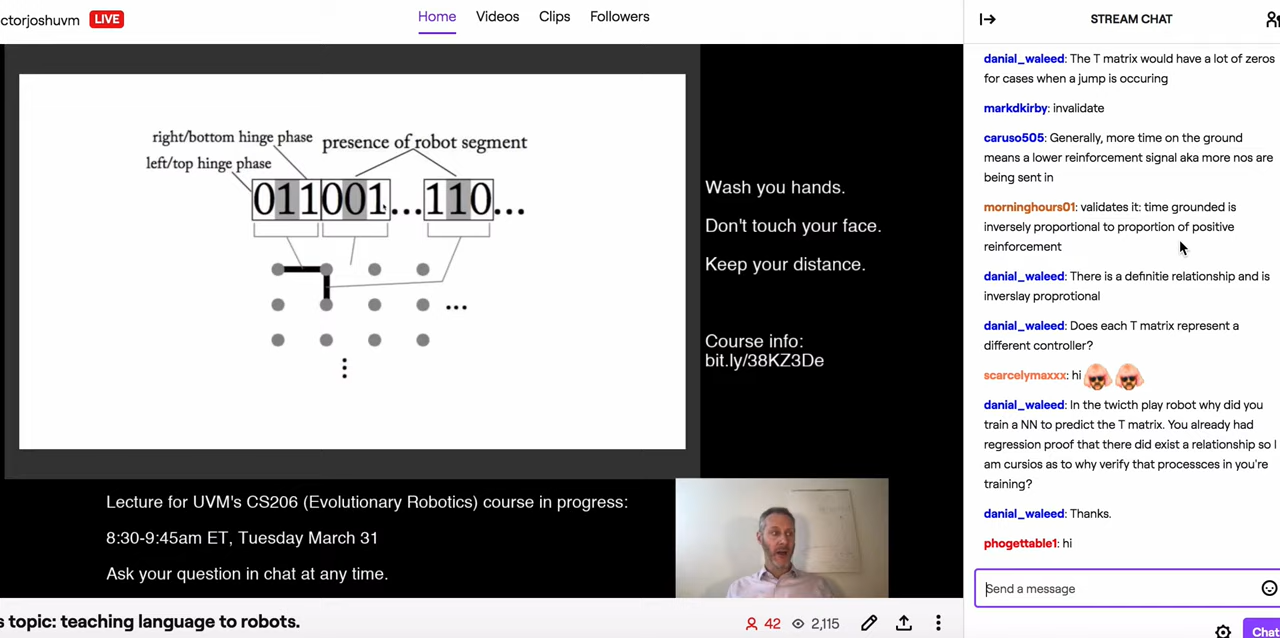 ctorjoshuvm LIVE
Home Videos Clips Followers
STREAM CHAT
right/bottom hinge phase
presence of robot segment
left/top hinge phase
011001...110...
...
Wash you hands.
Don't touch your face.
Keep your distance.
Course info:
bit.ly/38KZ3De
Lecture for UVM's CS206 (Evolutionary Robotics) course in progress:
8:30-9:45am ET, Tuesday March 31
Ask your question in chat at any time.
s topic: teaching language to robots.
42 2,115
danial_waleed: The T matrix would have a lot of zeros
for cases when a jump is occuring
markdkirby: invalidate
caruso505: Generally, more time on the ground
means a lower reinforcement signal aka more nos are
being sent in
morninghours01: validates it: time grounded is
inversely proportional to proportion of positive
reinforcement
danial_waleed: There is a definitie relationship and is
inverslay proprotional
danial_waleed: Does each T matrix represent a
different controller?
scarcelymaxxx: hi
danial_waleed: In the twicth play robot why did you
train a NN to predict the T matrix. You already had
regression proof that there did exist a relationship so I
am cursios as to why verify that processces in you're
training?
danial_waleed: Thanks.
phogettable1: hi
Send a message
Chat